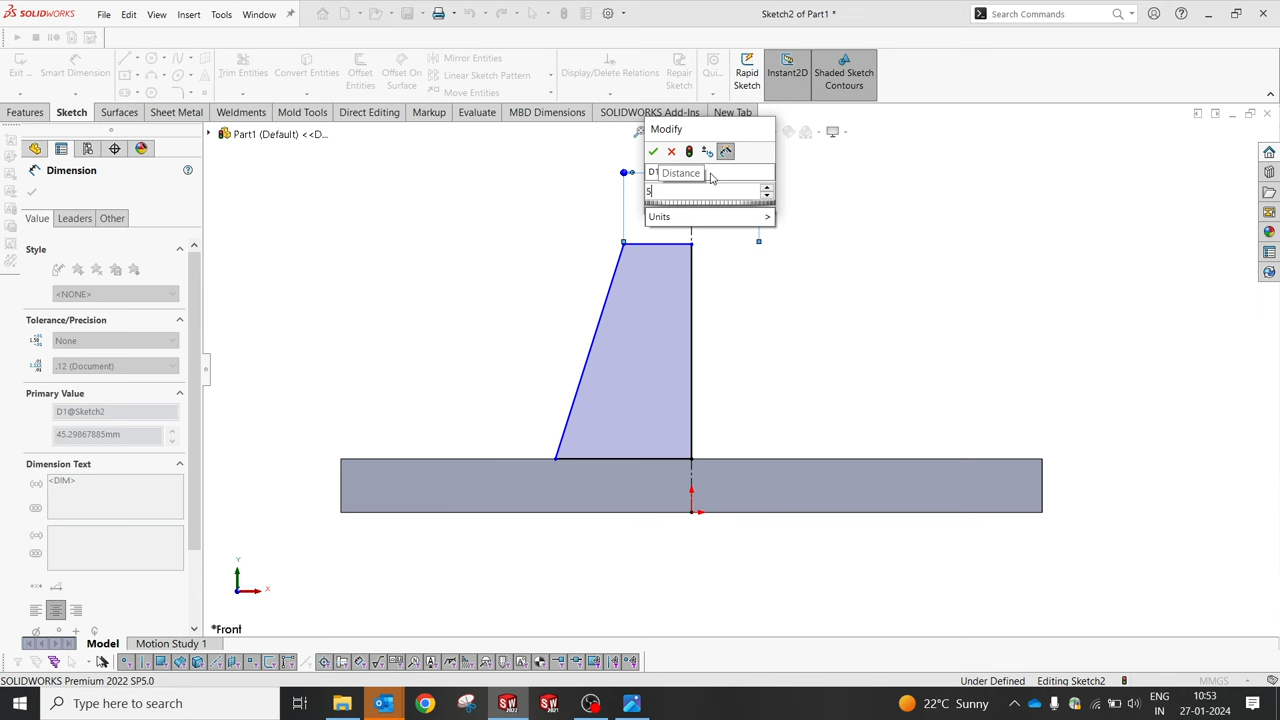 SOLIDWORKS
File Edit View Insert Tools Window
Sketch2 of Part1 *
Search Commands
Exit ...
Smart Dimension
Trim Entities
Convert Entities
Offset Entities
Offset On Surface
Mirror Entities
Linear Sketch Pattern
Move Entities
Display/Delete Relations
Repair Sketch
Qui...
Rapid Sketch
Instant2D
Shaded Sketch Contours
Features Sketch Surfaces Sheet Metal Weldments Mold Tools Direct Editing Markup Evaluate MBD Dimensions SOLIDWORKS Add-Ins New Tab
Part1 (Default) <<D...
Modify
D1
Distance
5
Units >
Dimension
Value Leaders Other
Style
<NONE>
Tolerance/Precision
None
.12 (Document)
Primary Value
D1@Sketch2
45.29867885mm
Dimension Text
<DIM>
Y
X
*Front
Model Motion Study 1
SOLIDWORKS Premium 2022 SP5.0
Under Defined Editing Sketch2 MMGS
Type here to search
22°C Sunny
ENG
IN
10:53
27-01-2024